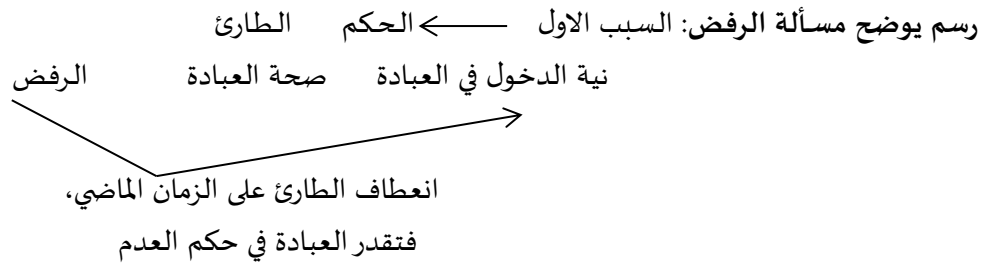 رسم يوضح مسألة الرفض: السبب الاول الحكم الطارئ
نية الدخول في العبادة صحة العبادة الرفض
انعطاف الطارئ على الزمان الماضي،
فتقدر العبادة في حكم العدم